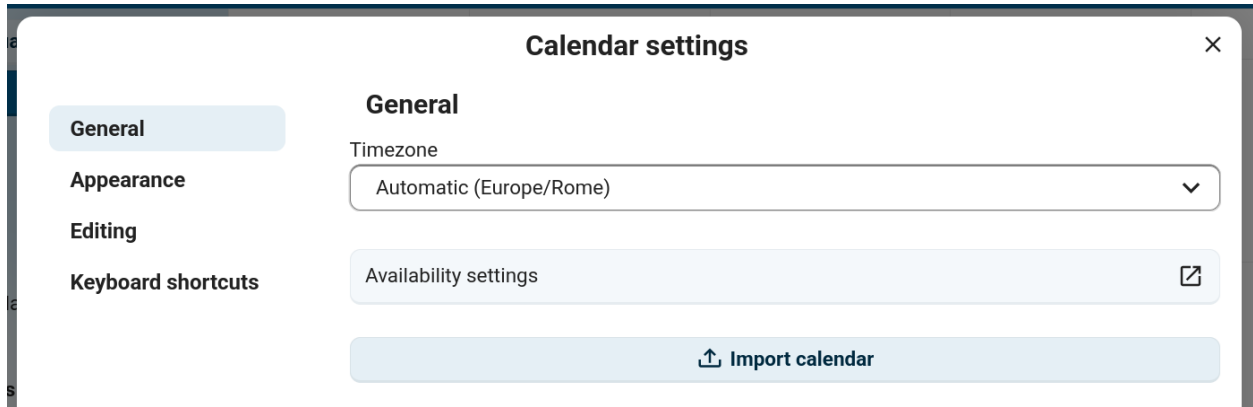 Calendar settings
General
General
Timezone
Appearance
Automatic (Europe/Rome)
Editing
Availability settings
Keyboard shortcuts
Import calendar